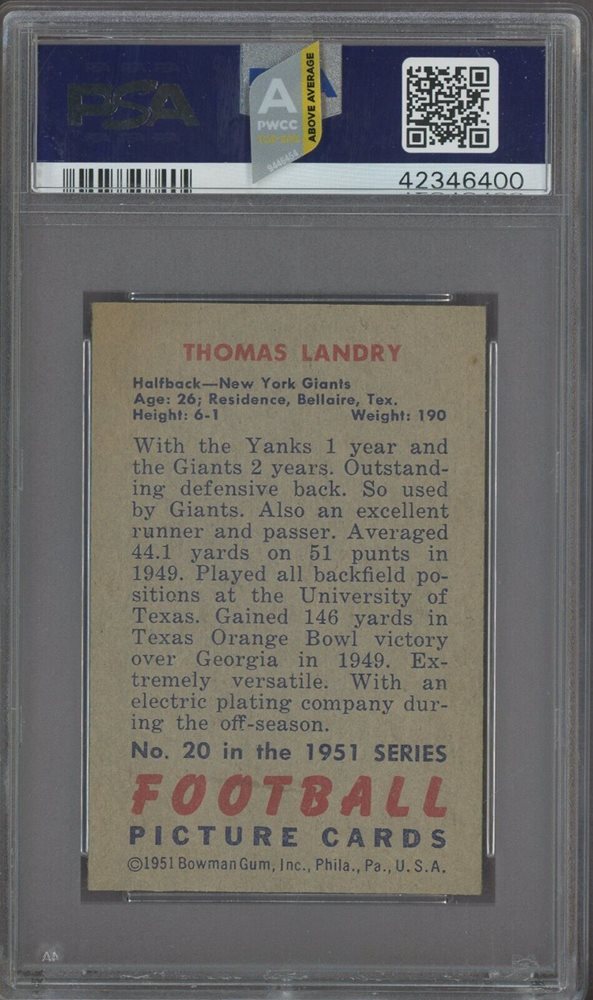 PSA
A
PWCC
ABOVE AVERAGE
42346400
THOMAS LANDRY
Halfback—New York Giants
Age: 26; Residence, Bellaire, Tex.
Height: 6-1 Weight: 190
With the Yanks 1 year and
the Giants 2 years. Outstand-
ing defensive back. So used
by Giants. Also an excellent
runner and passer. Averaged
44.1 yards on 51 punts in
1949. Played all backfield po-
sitions at the University of
Texas. Gained 146 yards in
Texas Orange Bowl victory
over Georgia in 1949. Ex-
tremely versatile. With an
electric plating company dur-
ing the off-season.
No. 20 in the 1951 SERIES
FOOTBALL
PICTURE CARDS
©1951 Bowman Gum, Inc., Phila., Pa., U. S. A.